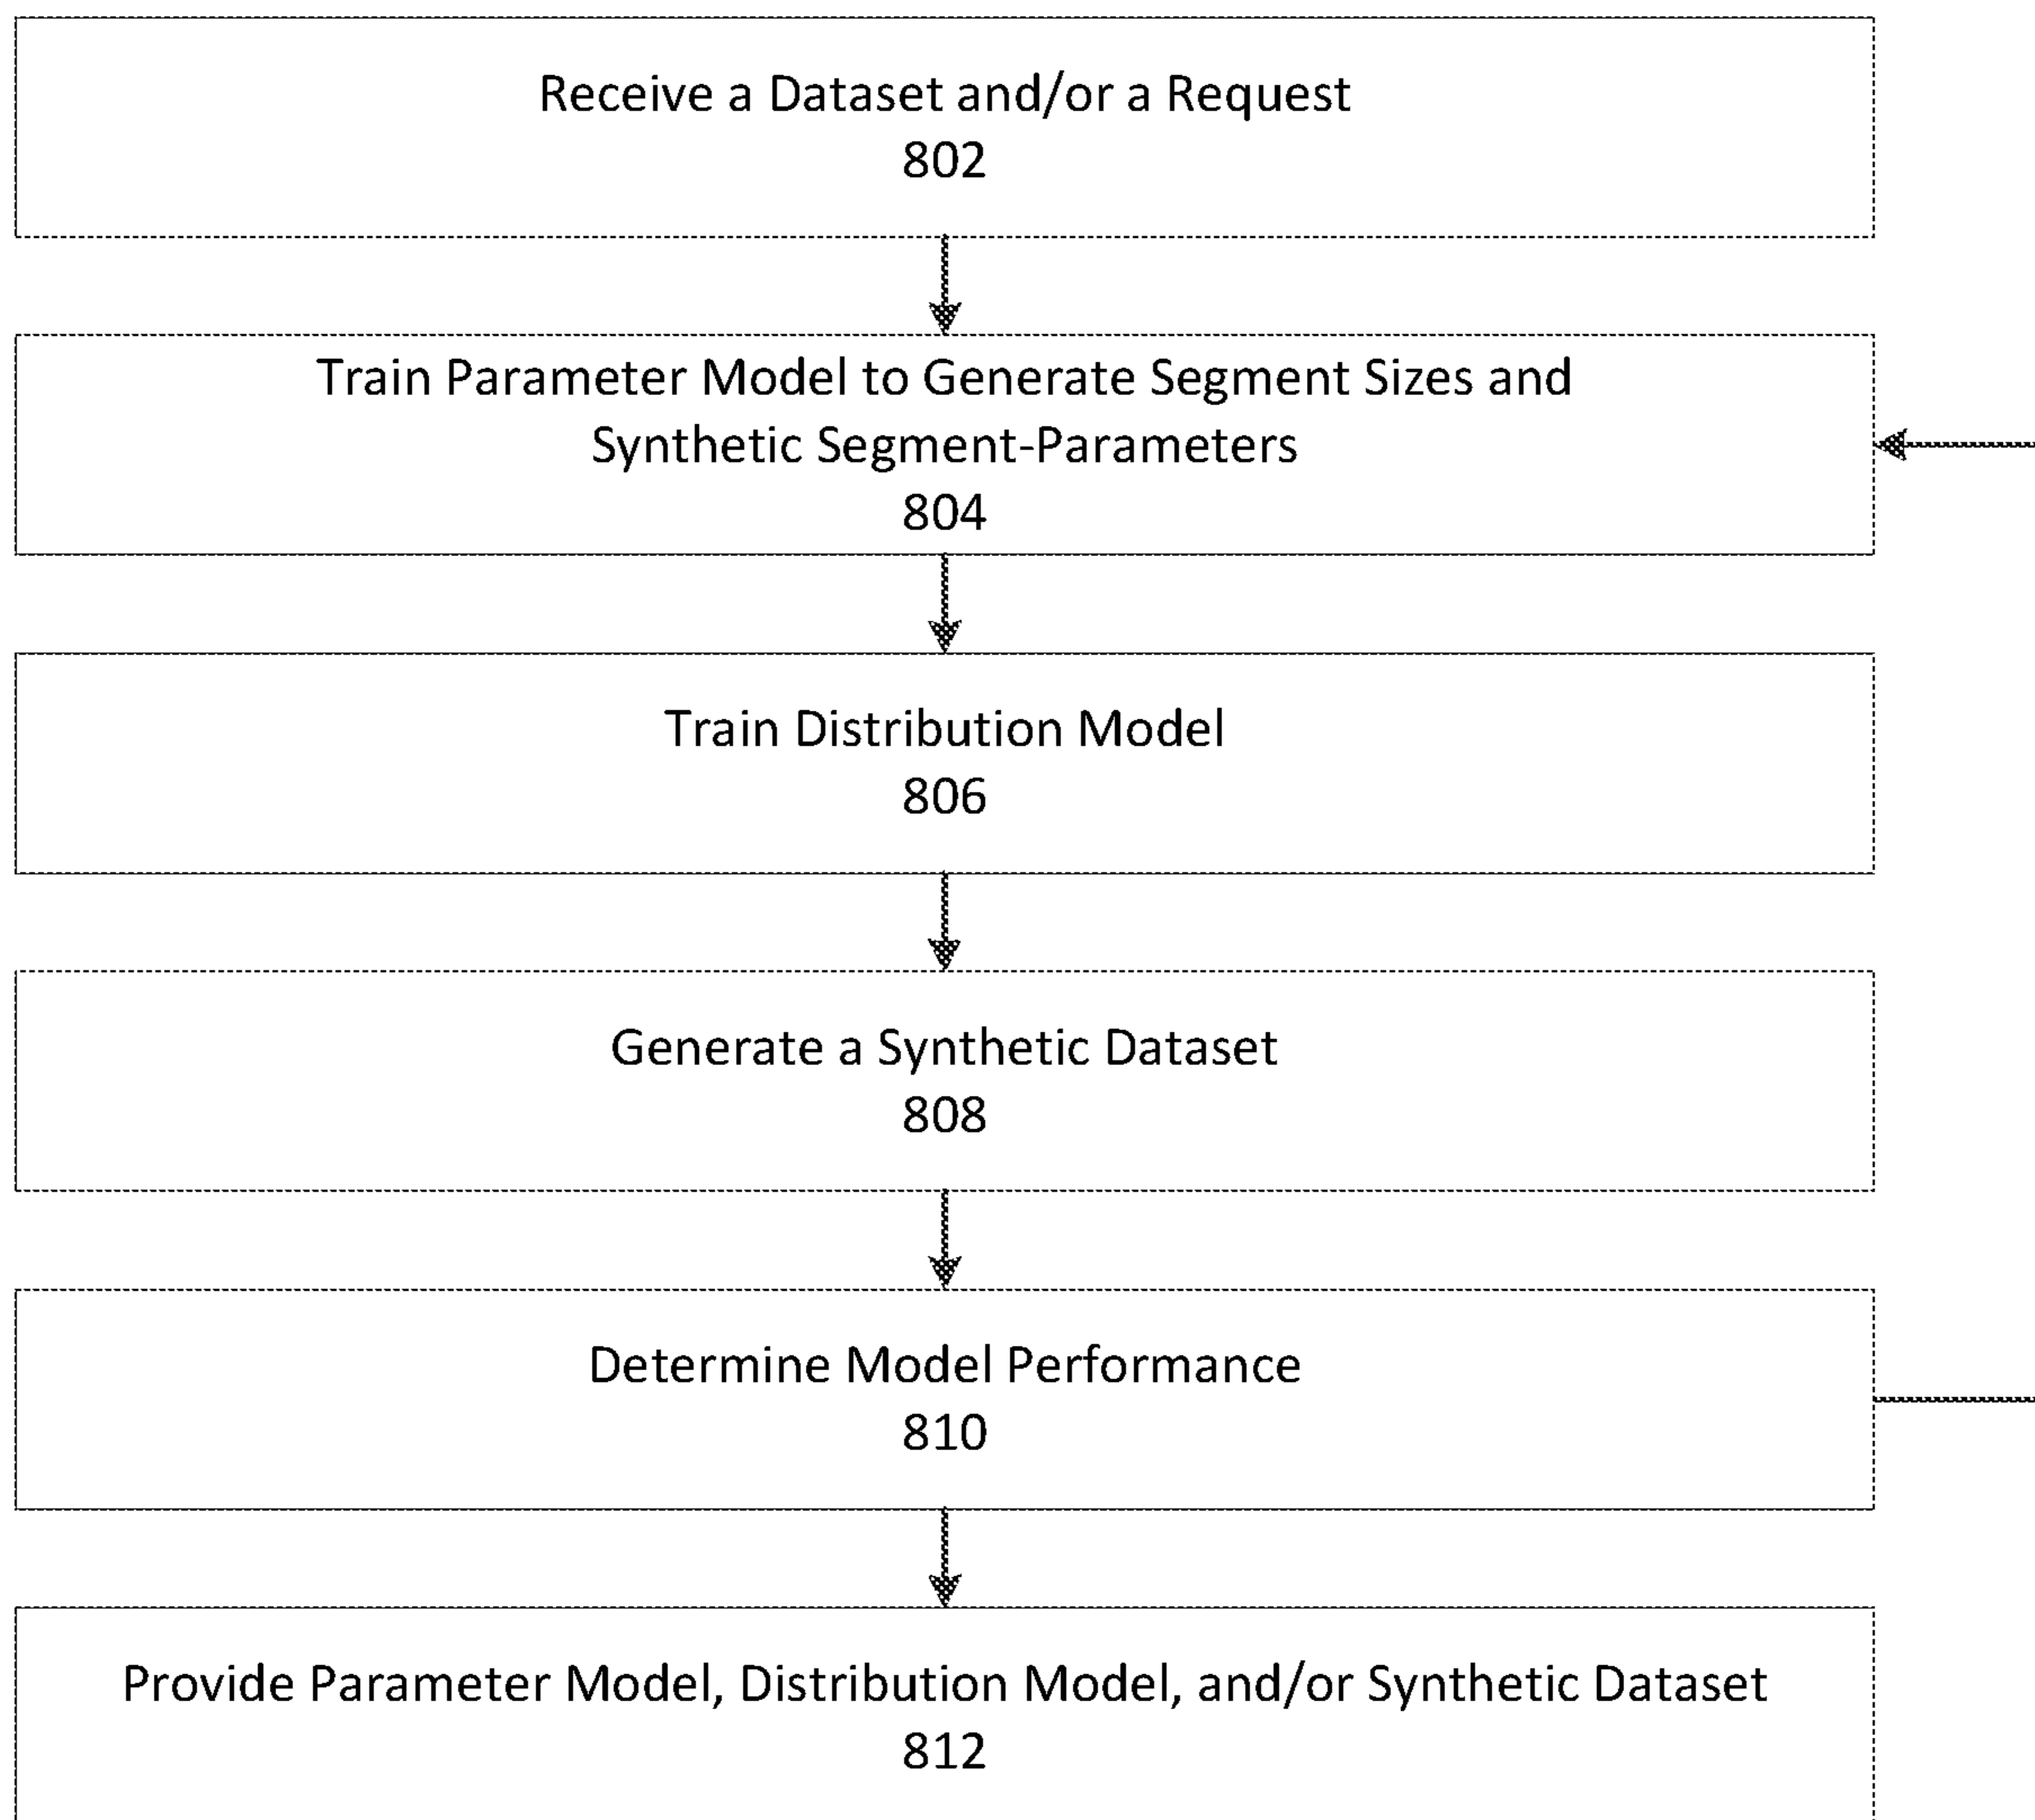 Receive a Dataset and/or a Request
802
Train Parameter Model to Generate Segment Sizes and
Synthetic Segment-Parameters
804
Train Distribution Model
806
Generate a Synthetic Dataset
808
Determine Model Performance
810
Provide Parameter Model, Distribution Model, and/or Synthetic Dataset
812